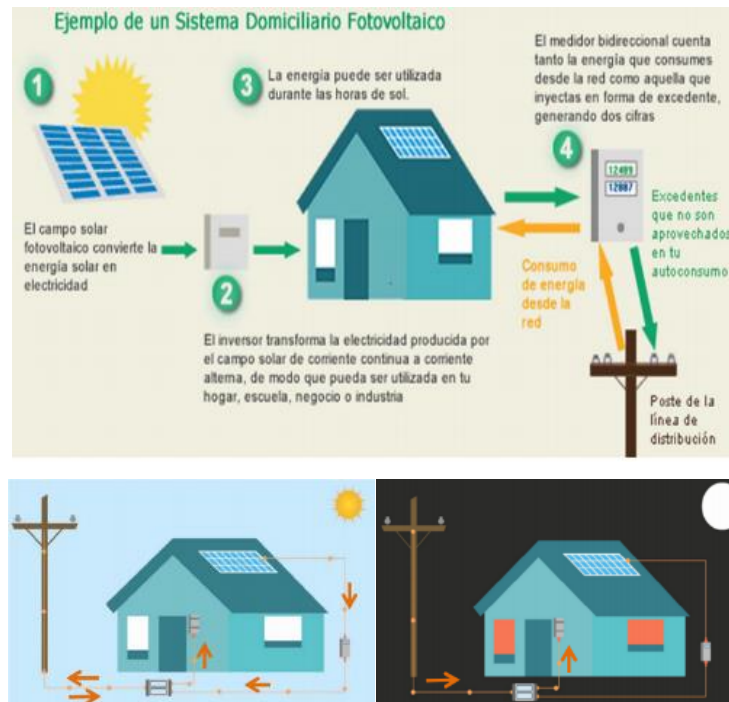 Ejemplo de un Sistema Domiciliario Fotovoltaico
1
El campo solar
fotovoltaico convierte la
energía solar en
electricidad
2
El inversor transforma la electricidad producida por
el campo solar de corriente continua a corriente
alterna, de modo que pueda ser utilizada en tu
hogar, escuela, negocio o industria
3
La energía puede ser utilizada
durante las horas de sol.
El medidor bidireccional cuenta
tanto la energía que consumes
desde la red como aquella que
inyectas en forma de excedente,
generando dos cifras
4
12489
12887
Excedentes
que no son
aprovechados
en tu
autoconsumo
Consumo
de energía
desde la
red
Poste de la
línea de
distribución